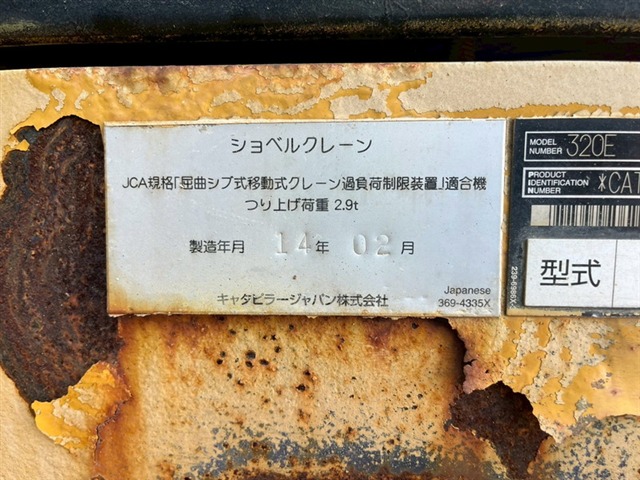 ショベルクレーン
JCA規格「屈曲ジブ式移動式クレーン過負荷制限装置」適合機
つり上げ荷重 2.9t
製造年月 14年 02月
キャタピラージャパン株式会社
Japanese
369-4335X
MODEL NUMBER 320E
PRODUCT IDENTIFICATION NUMBER *CAT
239-5986X
型式